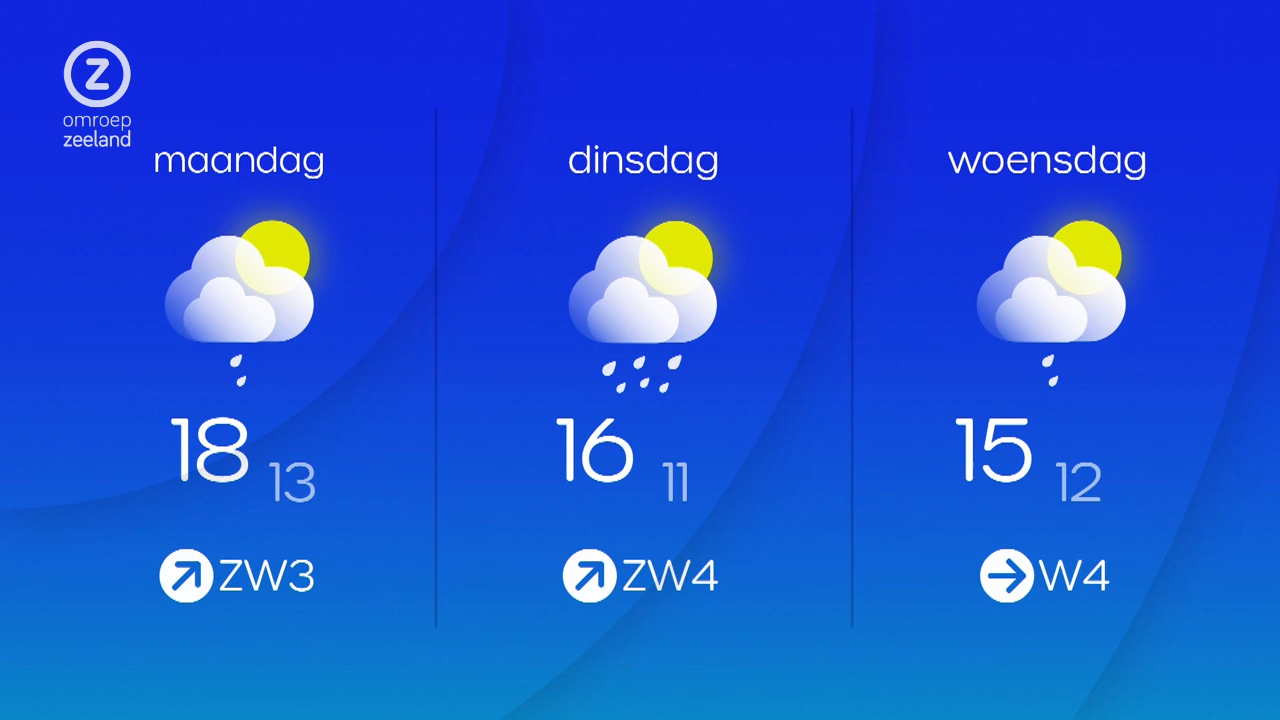 Z
omroep
zeeland
maandag
18 13
ZW3
dinsdag
16 11
ZW4
woensdag
15 12
W4